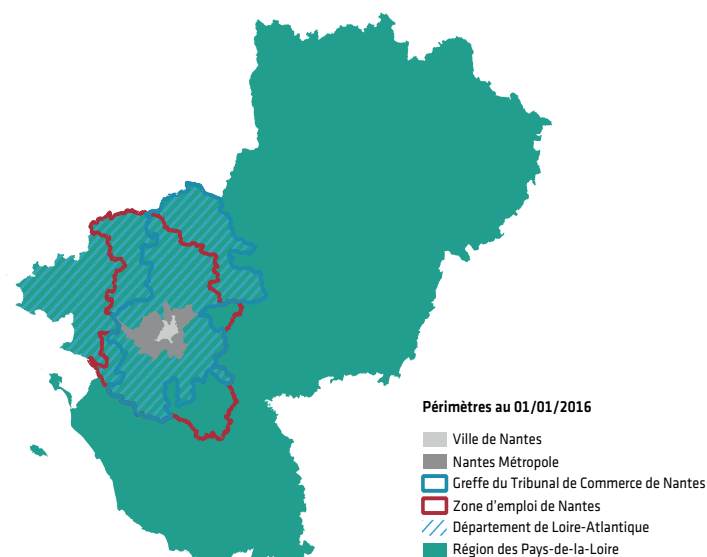 Périmètres au 01/01/2016
Ville de Nantes
Nantes Métropole
Greffe du Tribunal de Commerce de Nantes
Zone d'emploi de Nantes
Département de Loire-Atlantique
Région des Pays-de-la-Loire